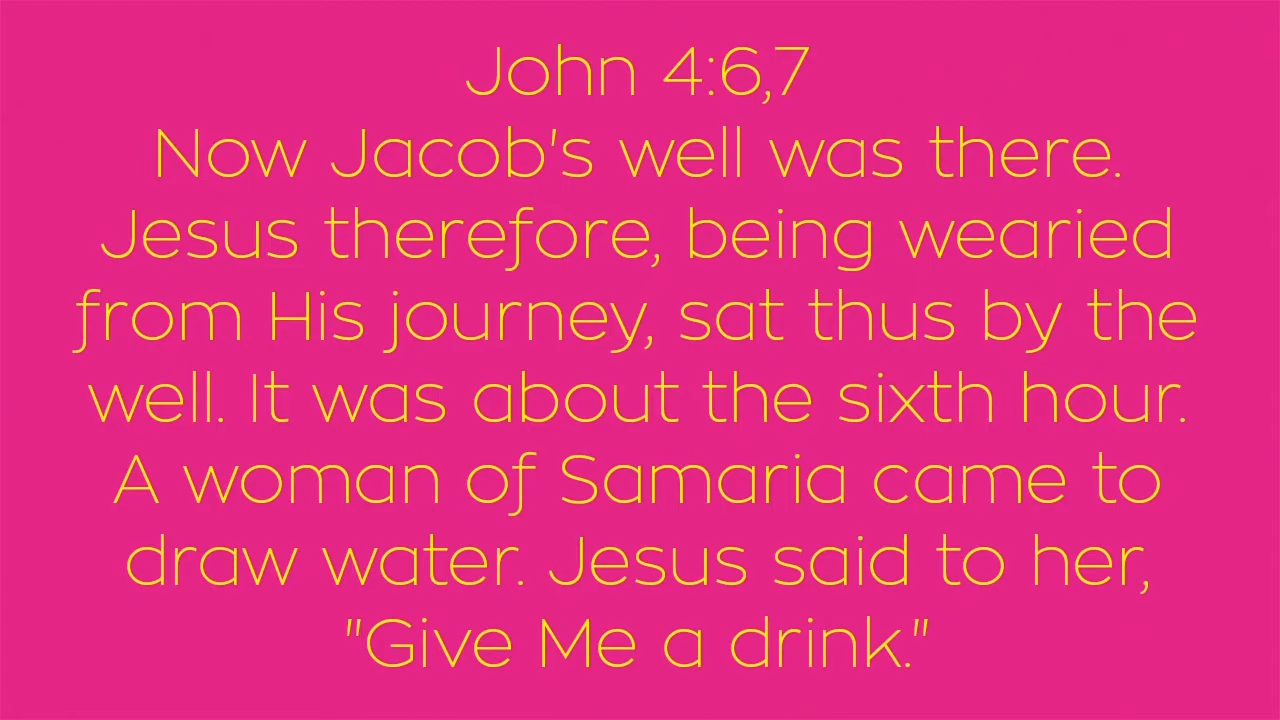 John 4:6,7
Now Jacob's well was there.
Jesus therefore, being wearied
from His journey, sat thus by the
well. It was about the sixth hour.
A woman of Samaria came to
draw water. Jesus said to her,
"Give Me a drink."